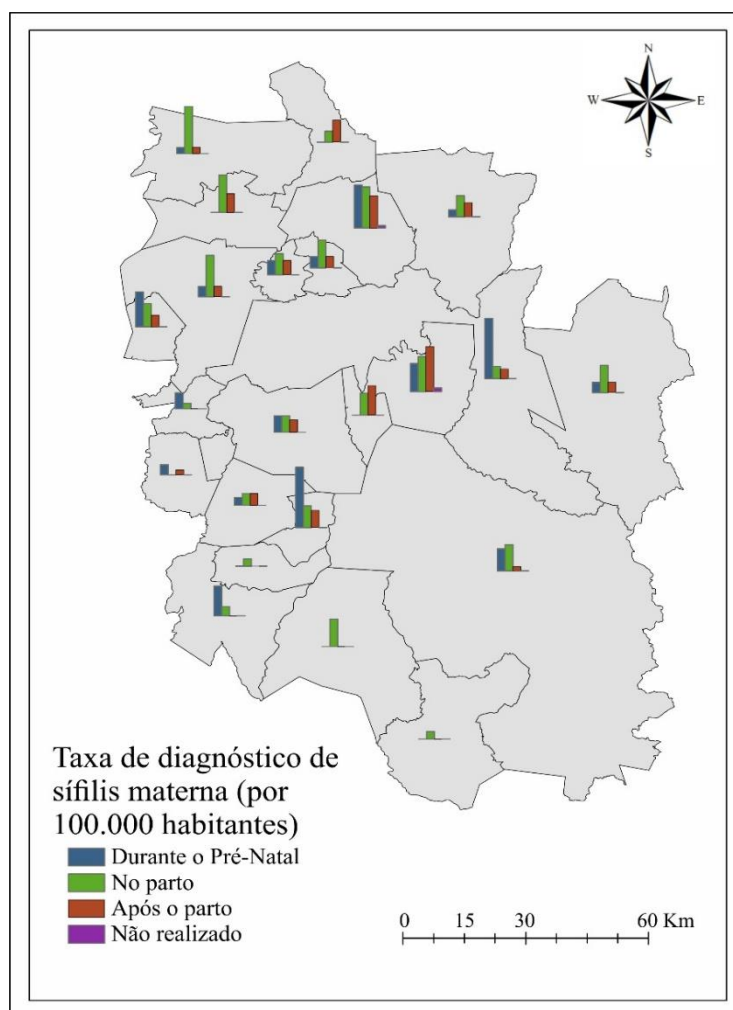 N
W E
S
Taxa de diagnóstico de
sífilis materna (por
100.000 habitantes)
Durante o Pré-Natal
No parto
Após o parto
Não realizado
0 15 30 60 Km